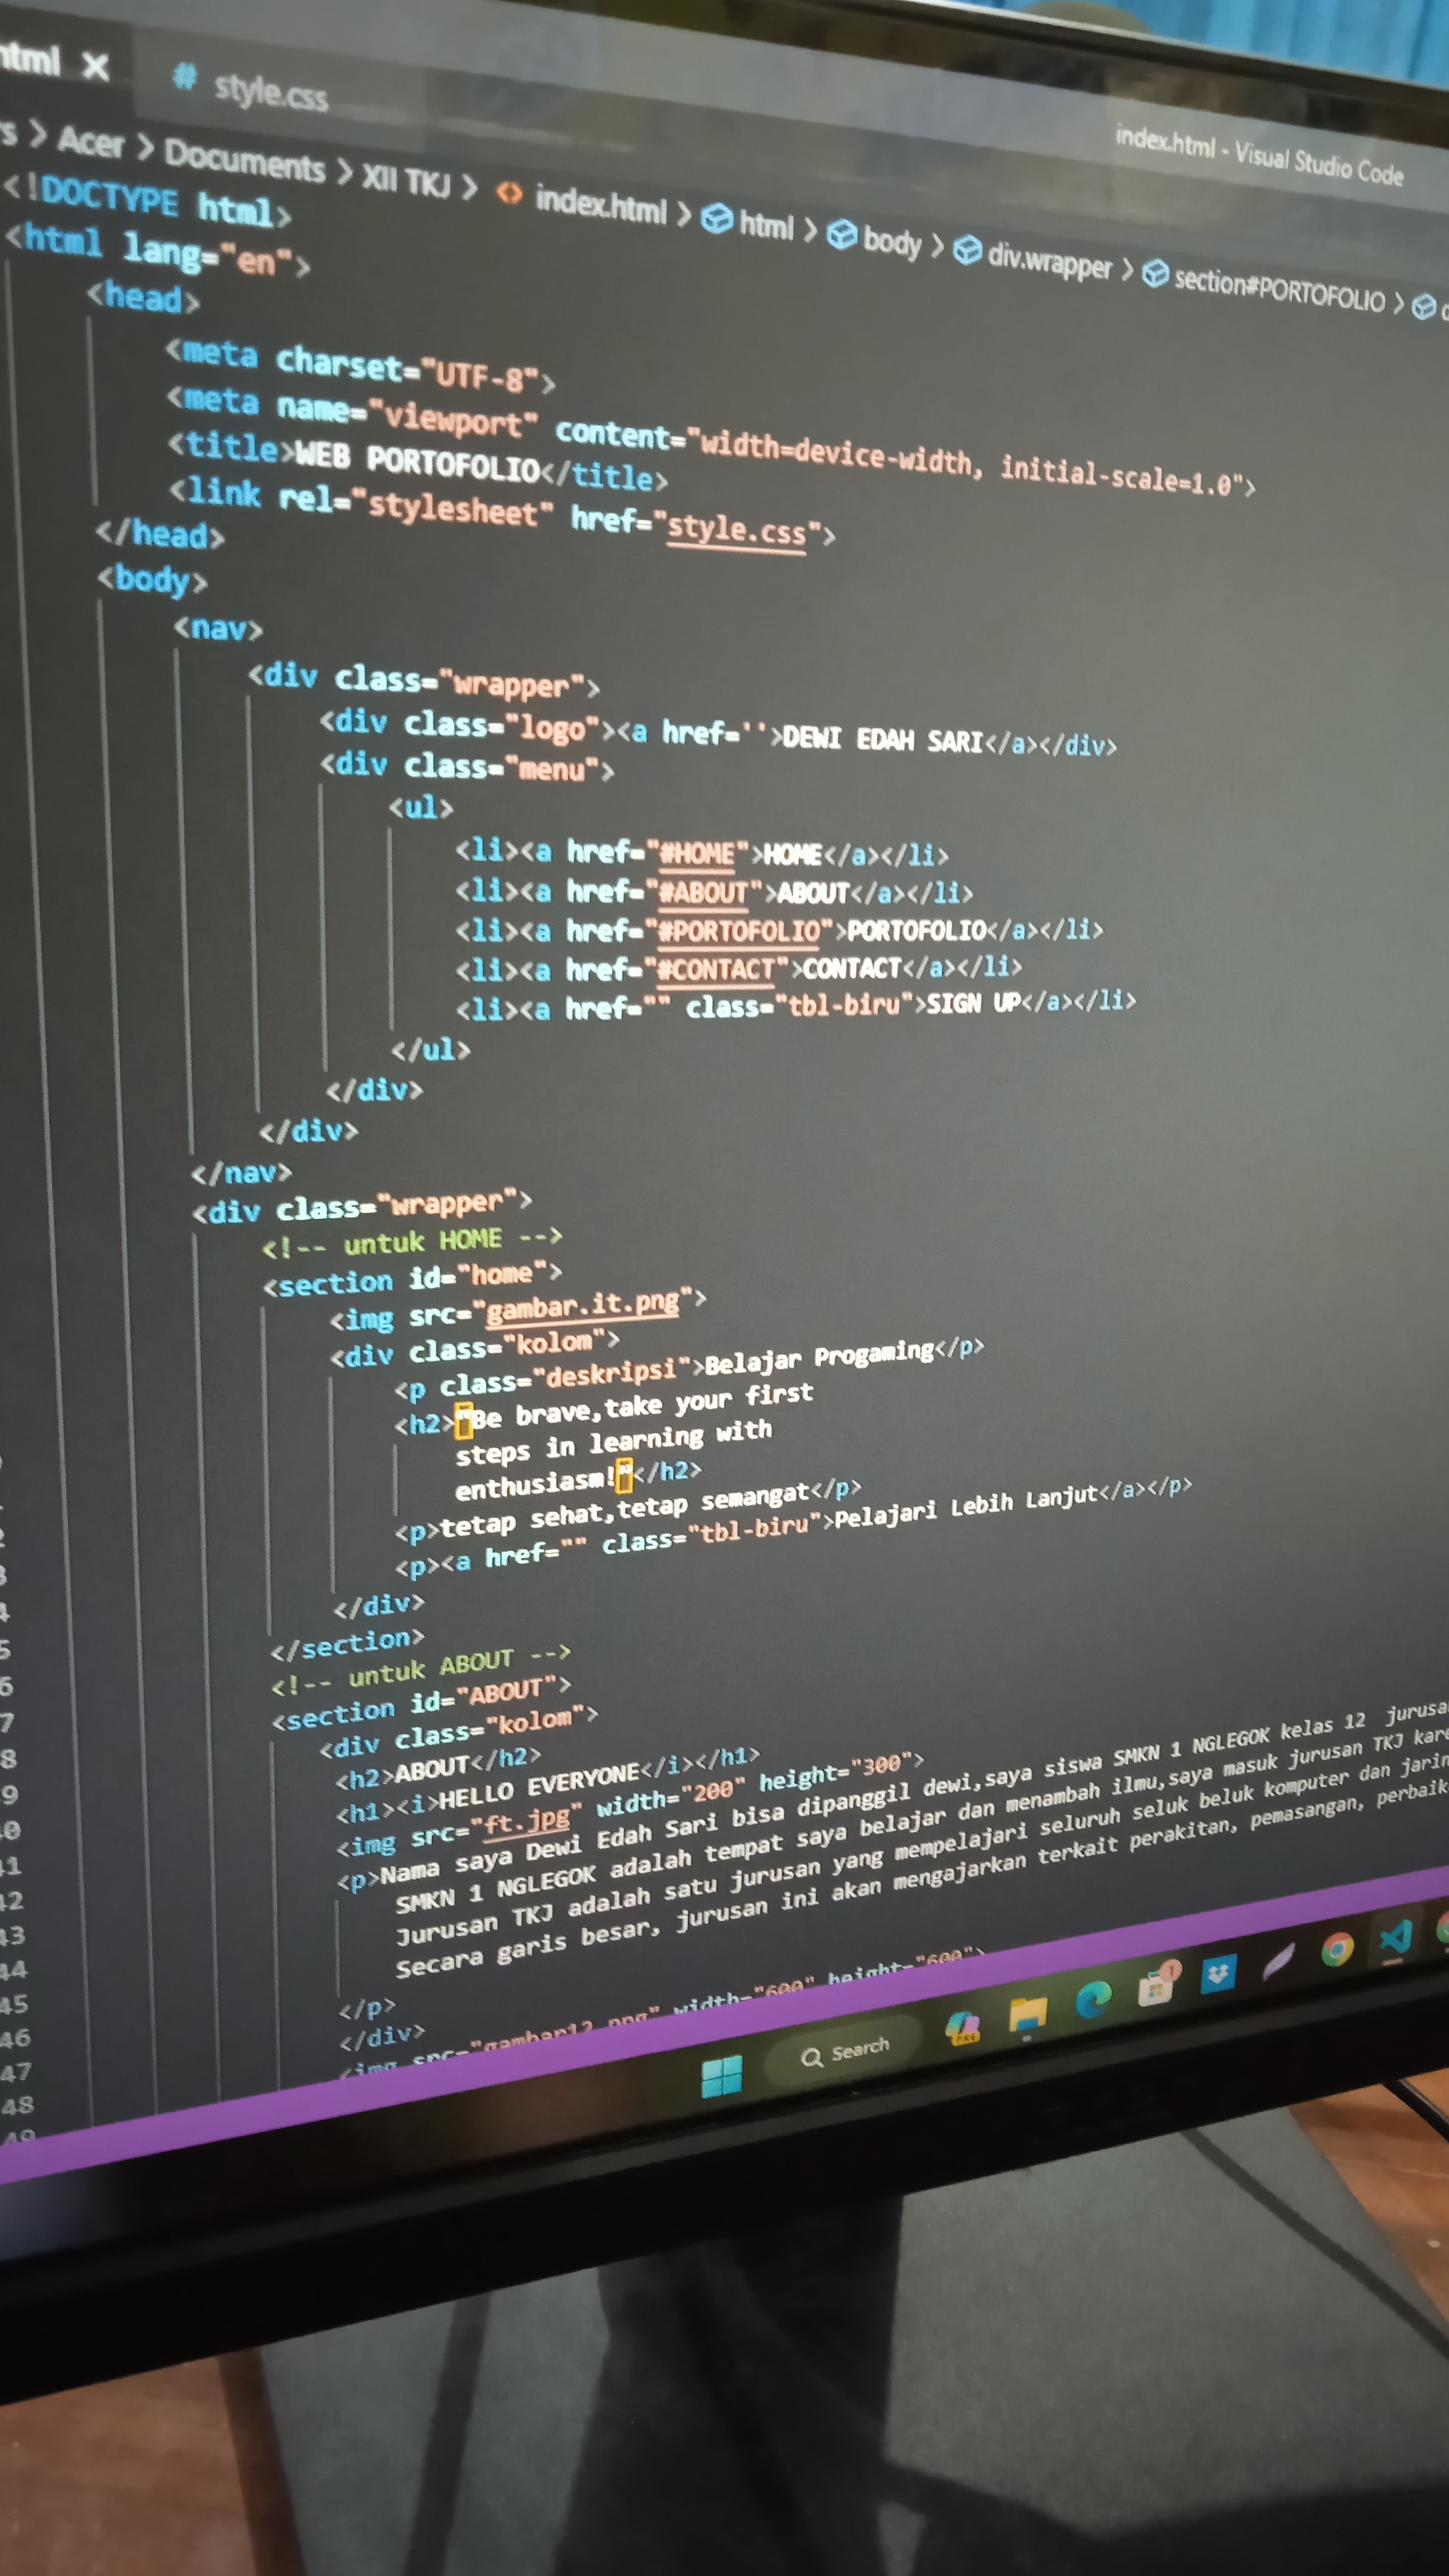 html ×
# style.css
index.html - Visual Studio Code
s > Acer > Documents > XII TKJ > index.html > html > body > div.wrapper > section#PORTOFOLIO >
<!DOCTYPE html>
<html lang="en">
<head>
<meta charset="UTF-8">
<meta name="viewport" content="width=device-width, initial-scale=1.0">
<title>WEB PORTOFOLIO</title>
<link rel="stylesheet" href="style.css">
</head>
<body>
<nav>
<div class="wrapper">
<div class="logo"><a href=''>DEWI EDAH SARI</a></div>
<div class="menu">
<ul>
<li><a href="#HOME">HOME</a></li>
<li><a href="#ABOUT">ABOUT</a></li>
<li><a href="#PORTOFOLIO">PORTOFOLIO</a></li>
<li><a href="#CONTACT">CONTACT</a></li>
<li><a href="" class="tbl-biru">SIGN UP</a></li>
</ul>
</div>
</div>
</nav>
<div class="wrapper">
<!-- untuk HOME -->
<section id="home">
<img src="gambar.it.png">
<div class="kolom">
<p class="deskripsi">Belajar Progaming</p>
<h2>“Be brave,take your first
steps in learning with
enthusiasm!”</h2>
<p>tetap sehat,tetap semangat</p>
<p><a href="" class="tbl-biru">Pelajari Lebih Lanjut</a></p>
</div>
</section>
<!-- untuk ABOUT -->
<section id="ABOUT">
<div class="kolom">
<h2>ABOUT</h2>
<h1><i>HELLO EVERYONE</i></h1>
<img src="ft.jpg" width="200" height="300">
<p>Nama saya Dewi Edah Sari bisa dipanggil dewi,saya siswa SMKN 1 NGLEGOK kelas 12 jurusa
SMKN 1 NGLEGOK adalah tempat saya belajar dan menambah ilmu,saya masuk jurusan TKJ kare
Jurusan TKJ adalah satu jurusan yang mempelajari seluruh seluk beluk komputer dan jarin
Secara garis besar, jurusan ini akan mengajarkan terkait perakitan, pemasangan, perbaik
45 </p>
46 </div>
47 <img src="gambar12.png" width="600" height="600">
48
49
Search